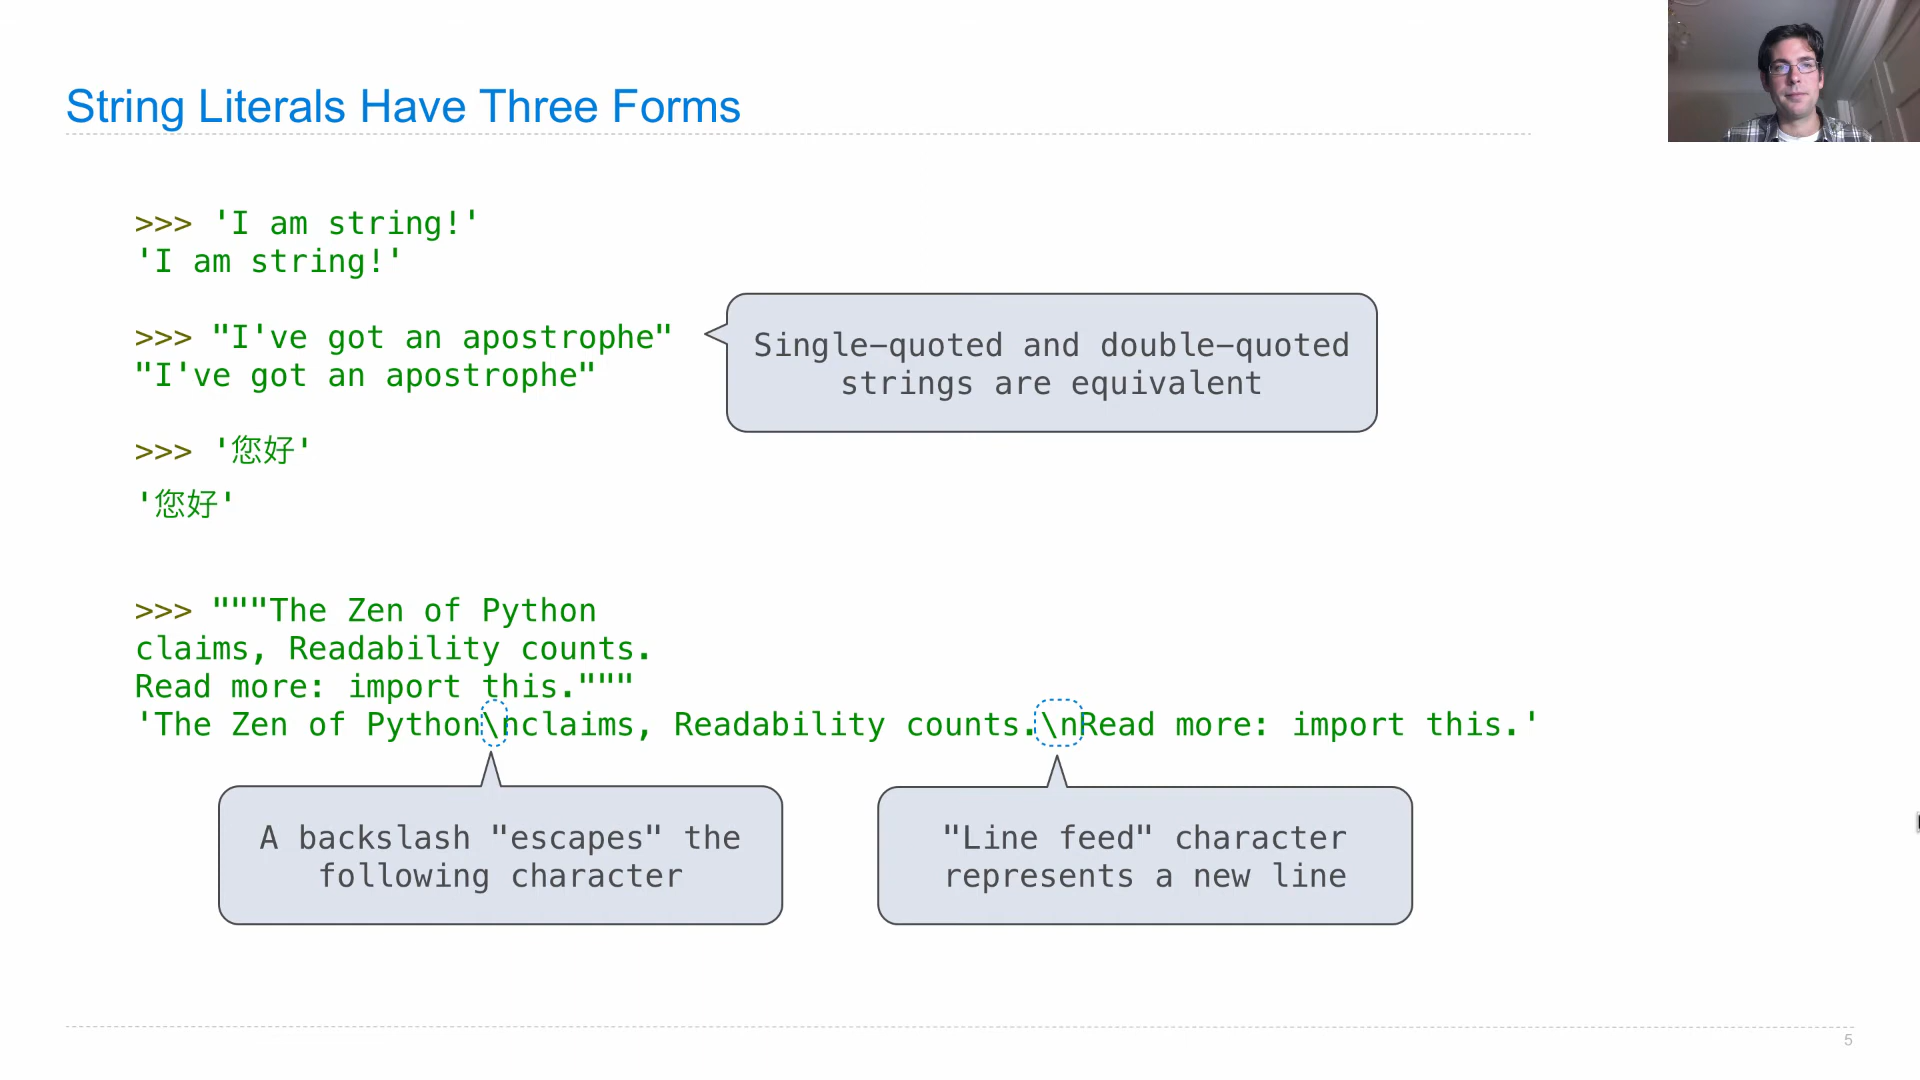 String Literals Have Three Forms
>>> 'I am string!'
'I am string!'
>>> "I've got an apostrophe"
"I've got an apostrophe"
Single-quoted and double-quoted
strings are equivalent
>>> '您好'
'您好'
>>> """The Zen of Python
claims, Readability counts.
Read more: import this."""
'The Zen of Python\nclaims, Readability counts.\nRead more: import this.'
A backslash "escapes" the
following character
"Line feed" character
represents a new line
5